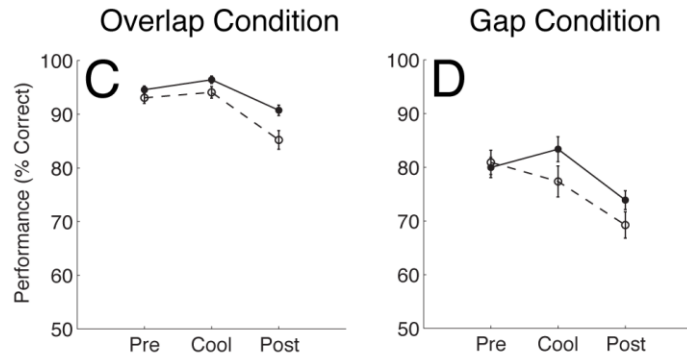 Overlap Condition
Gap Condition
C
D
Performance (% Correct)
100
90
80
70
60
50
Pre Cool Post
100
90
80
70
60
50
Pre Cool Post